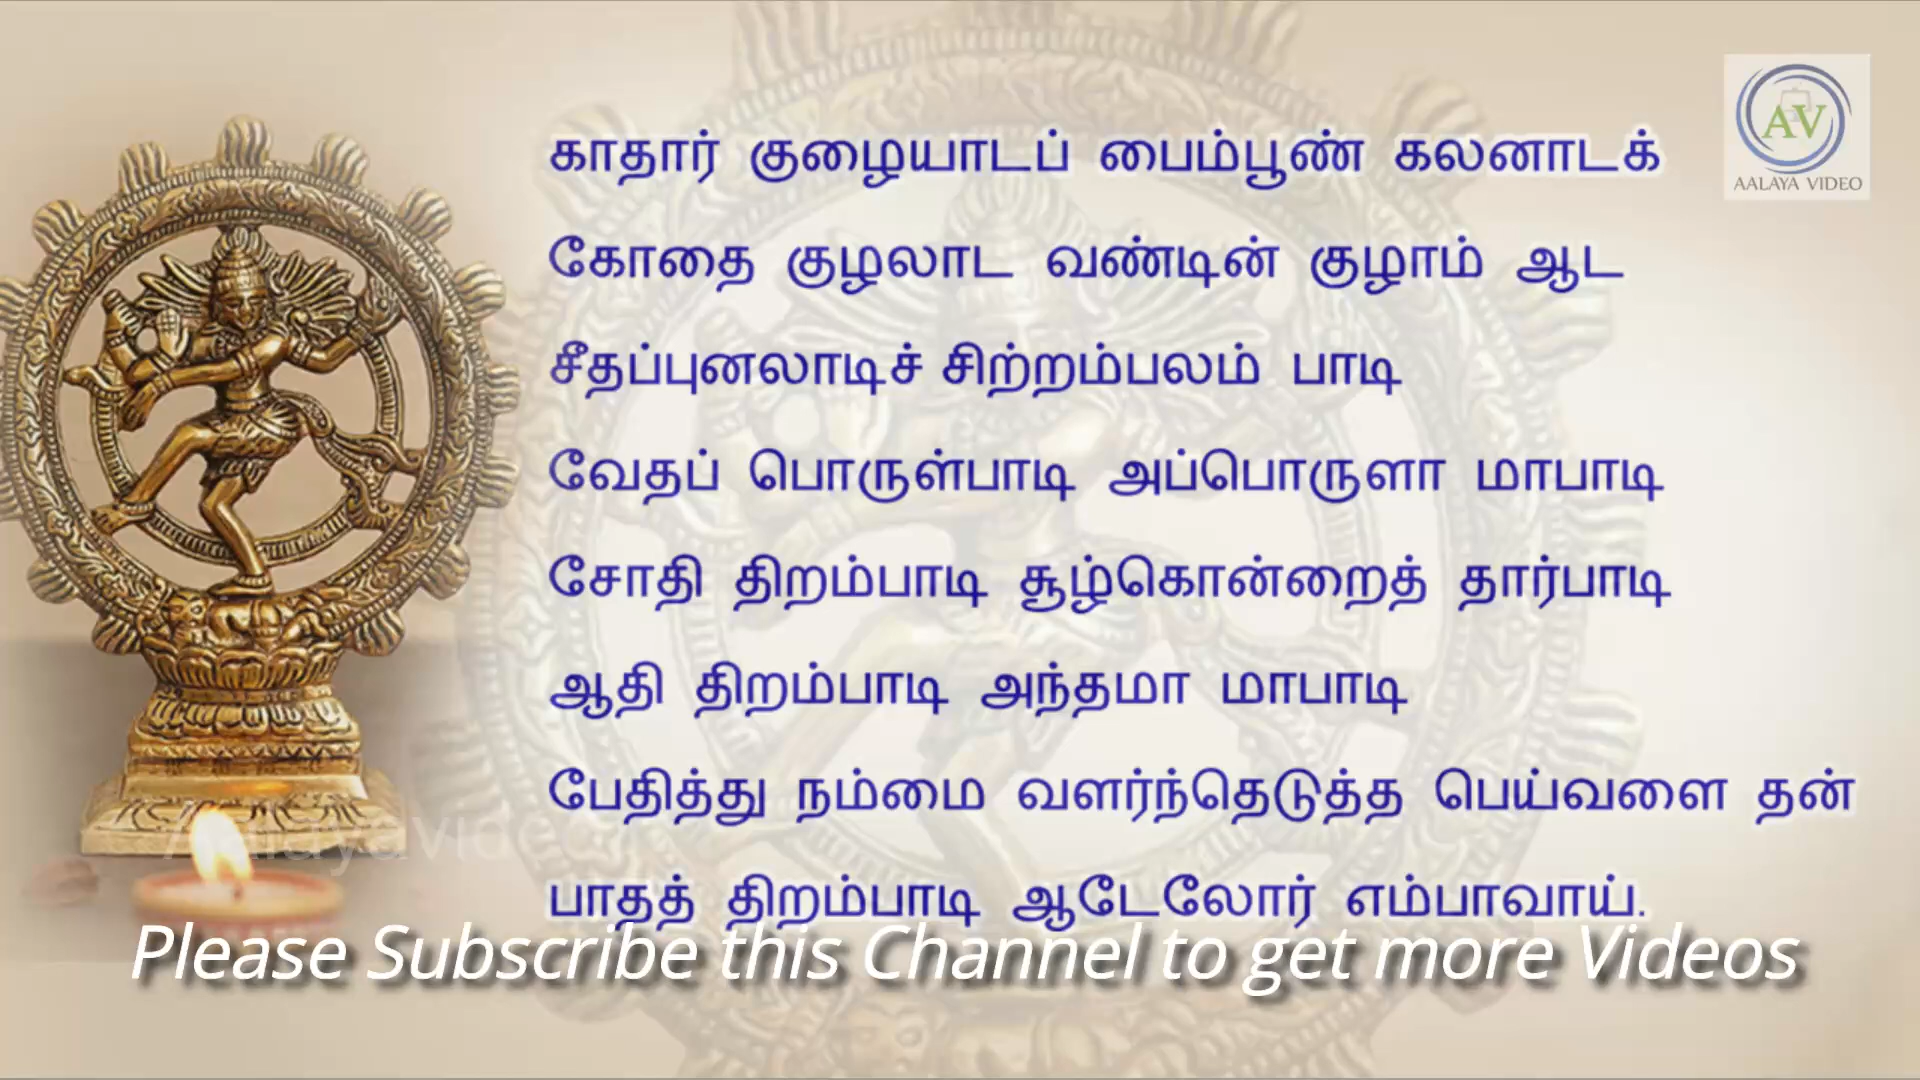 காதார் குழையாடப் பைம்பூண் கலனாடக்
AV
AALAYA VIDEO
கோதை குழலாட வண்டின் குழாம் ஆட
சீதப்புனலாடிச் சிற்றம்பலம் பாடி
வேதப் பொருள்பாடி அப்பொருளா மாபாடி
சோதி திறம்பாடி சூழ்கொன்றைத் தார்பாடி
ஆதி திறம்பாடி அந்தமா மாபாடி
பேதித்து நம்மை வளர்ந்தெடுத்த பெய்வளை தன்
Aalayavideo
பாதத் திறம்பாடி ஆடேலோர் எம்பாவாய்.
Please Subscribe this Channel to get more Videos